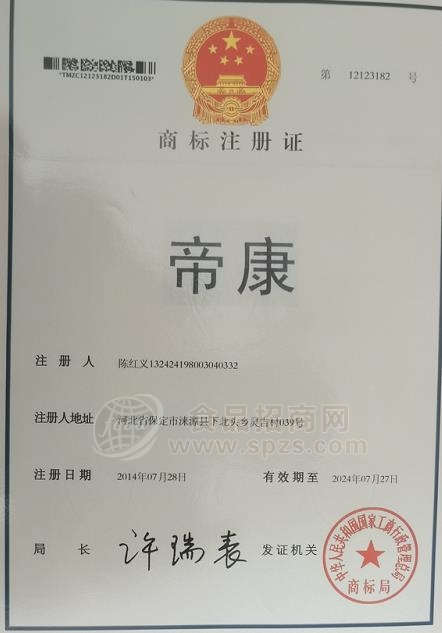 *TMZC12123182D01T150103*
第 12123182 号
商标注册证
帝康
注册人 陈红义132424198003040332
注册人地址 河北省保定市涞源县下北头乡灵吉村039号
食品招商网
www.spzs.com
注册日期 2014年07月28日 有效期至 2024年07月27日
局长 许瑞表 发证机关
中华人民共和国国家工商行政管理总局
商标局